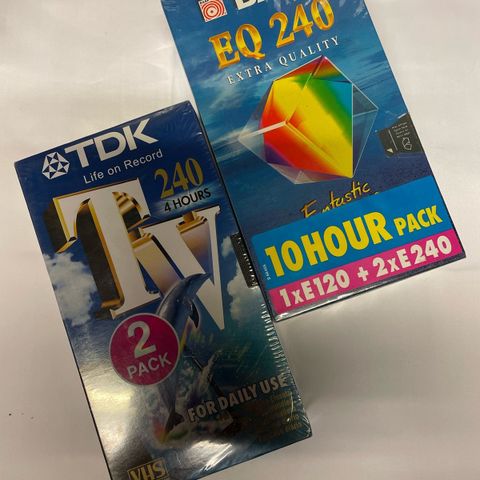 EQ 240
EXTRA QUALITY
10 HOUR PACK
1xE120 + 2xE240
TDK
Life on Record
240
4 HOURS
TV
2
PACK
FOR DAILY USE
VHS